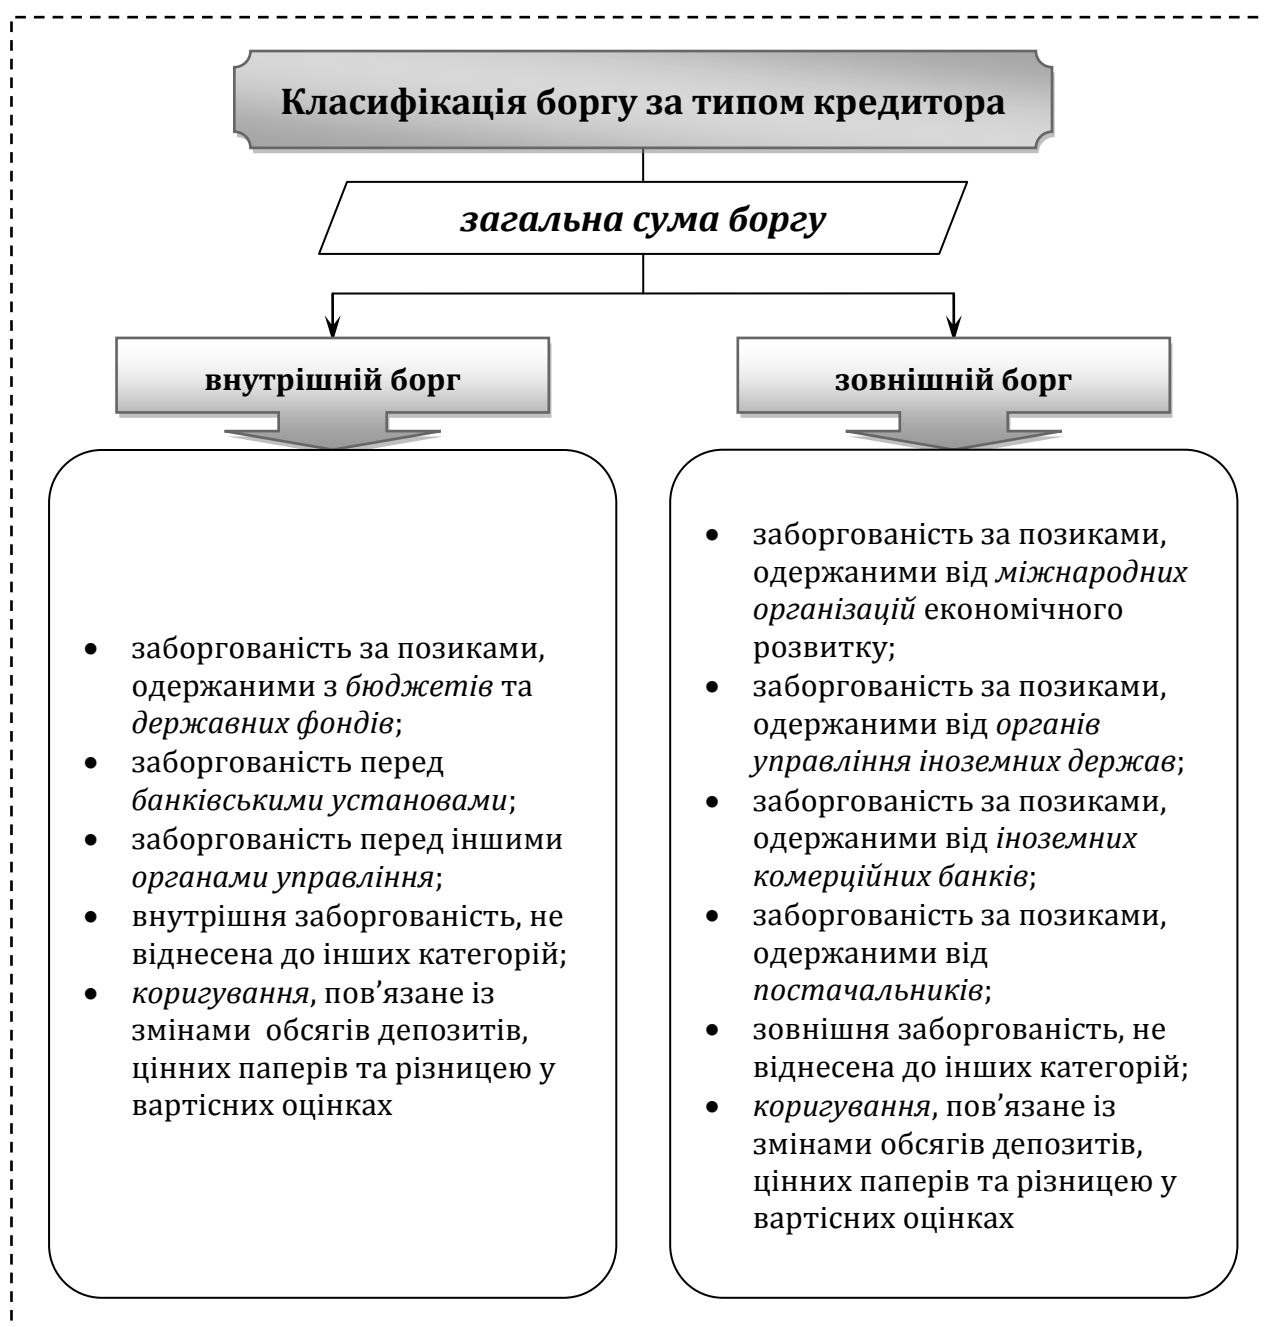 Класифікація боргу за типом кредитора
загальна сума боргу
внутрішній борг
• заборгованість за позиками,
одержаними з бюджетів та
державних фондів;
• заборгованість перед
банківськими установами;
• заборгованість перед іншими
органами управління;
• внутрішня заборгованість, не
віднесена до інших категорій;
• коригування, пов’язане із
змінами обсягів депозитів,
цінних паперів та різницею у
вартісних оцінках
зовнішній борг
• заборгованість за позиками,
одержаними від міжнародних
організацій економічного
розвитку;
• заборгованість за позиками,
одержаними від органів
управління іноземних держав;
• заборгованість за позиками,
одержаними від іноземних
комерційних банків;
• заборгованість за позиками,
одержаними від
постачальників;
• зовнішня заборгованість, не
віднесена до інших категорій;
• коригування, пов’язане із
змінами обсягів депозитів,
цінних паперів та різницею у
вартісних оцінках